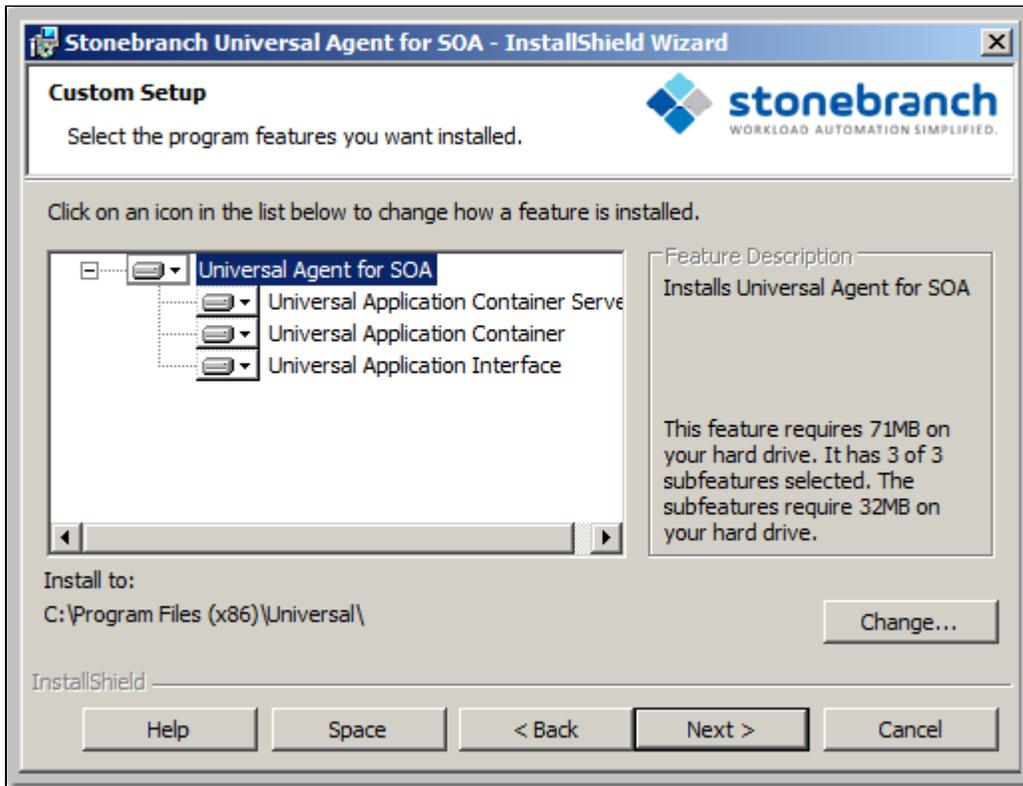 Stonebranch Universal Agent for SOA - InstallShield Wizard
Custom Setup
Select the program features you want installed.
stonebranch
WORKLOAD AUTOMATION SIMPLIFIED.
Click on an icon in the list below to change how a feature is installed.
Universal Agent for SOA
Universal Application Container Serve
Universal Application Container
Universal Application Interface
Feature Description
Installs Universal Agent for SOA
This feature requires 71MB on
your hard drive. It has 3 of 3
subfeatures selected. The
subfeatures require 32MB on
your hard drive.
Install to:
C:\Program Files (x86)\Universal\
Change...
InstallShield
Help
Space
< Back
Next >
Cancel